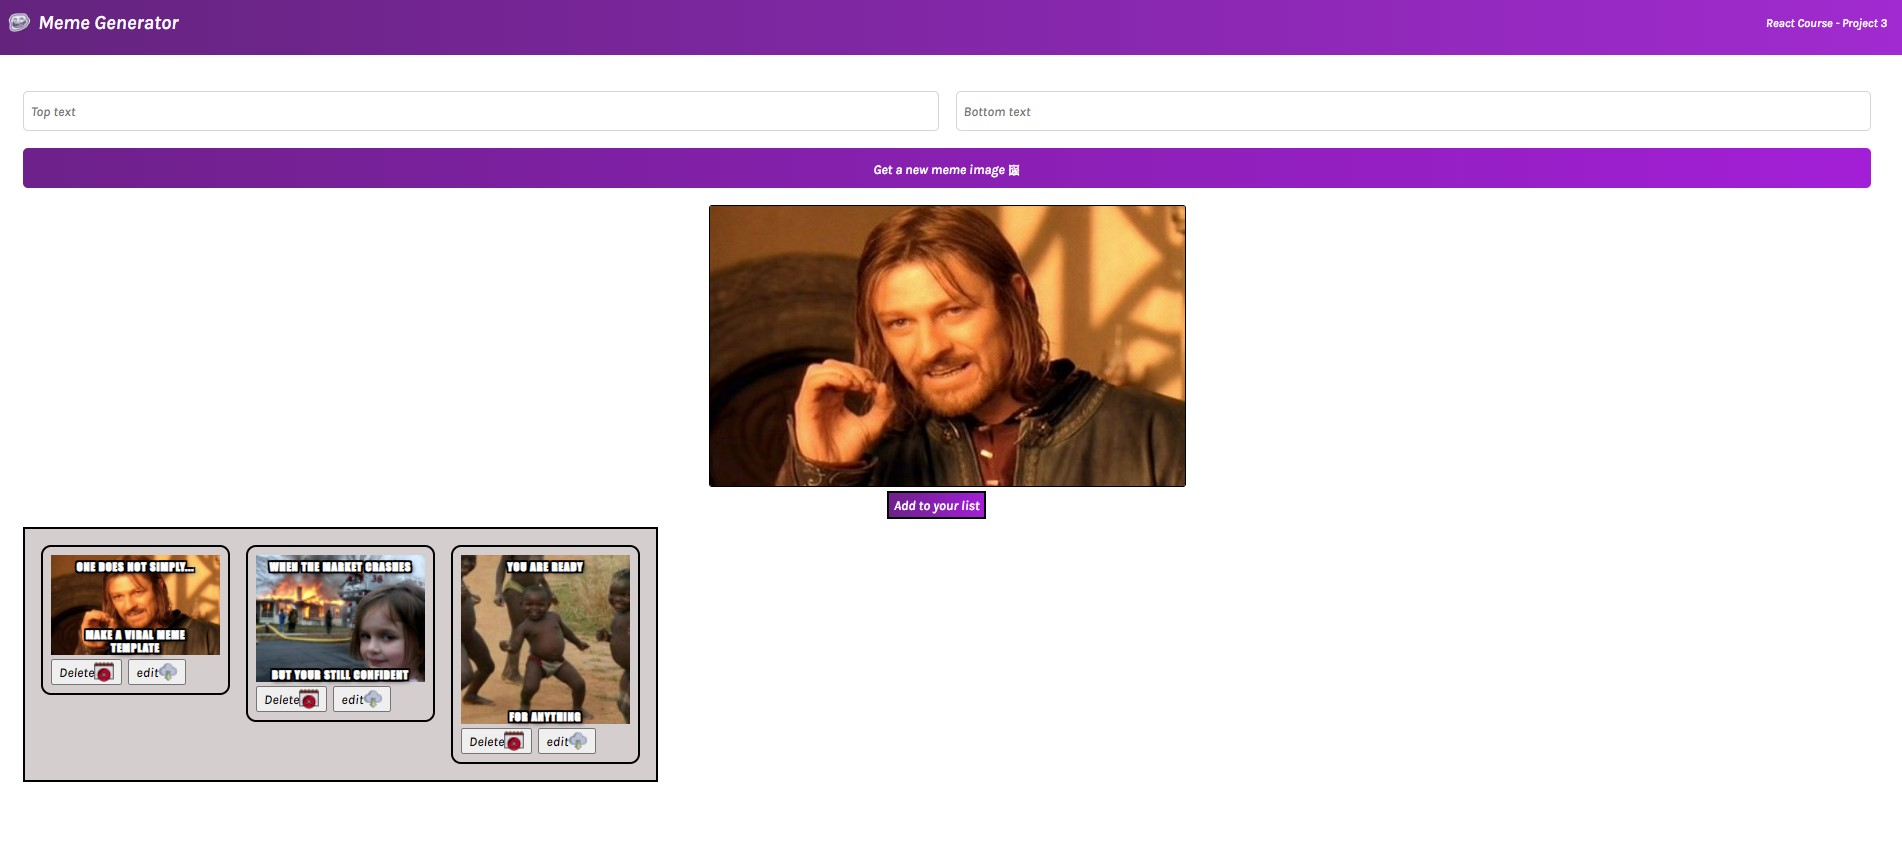 Meme Generator
React Course - Project 3
Top text
Bottom text
Get a new meme image
Add to your list
ONE DOES NOT SIMPLY...
MAKE A VIRAL MEME
TEMPLATE
Delete
edit
WHEN THE MARKET CRASHES
BUT YOUR STILL CONFIDENT
Delete
edit
YOU ARE READY
FOR ANYTHING
Delete
edit